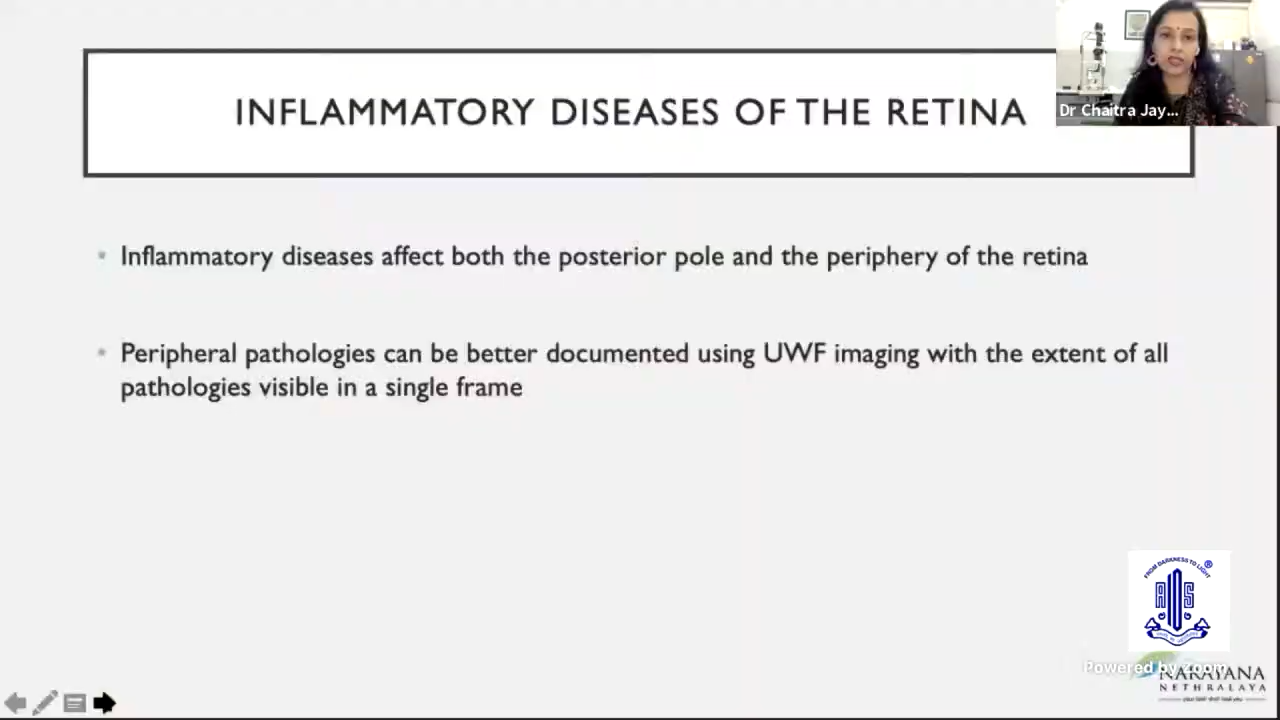 INFLAMMATORY DISEASES OF THE RETINA
Dr Chaitra Jay...
• Inflammatory diseases affect both the posterior pole and the periphery of the retina
• Peripheral pathologies can be better documented using UWF imaging with the extent of all
pathologies visible in a single frame
FROM DARKNESS TO LIGHT
®
Powered by Zoom
NARAYANA
NETHRALAYA